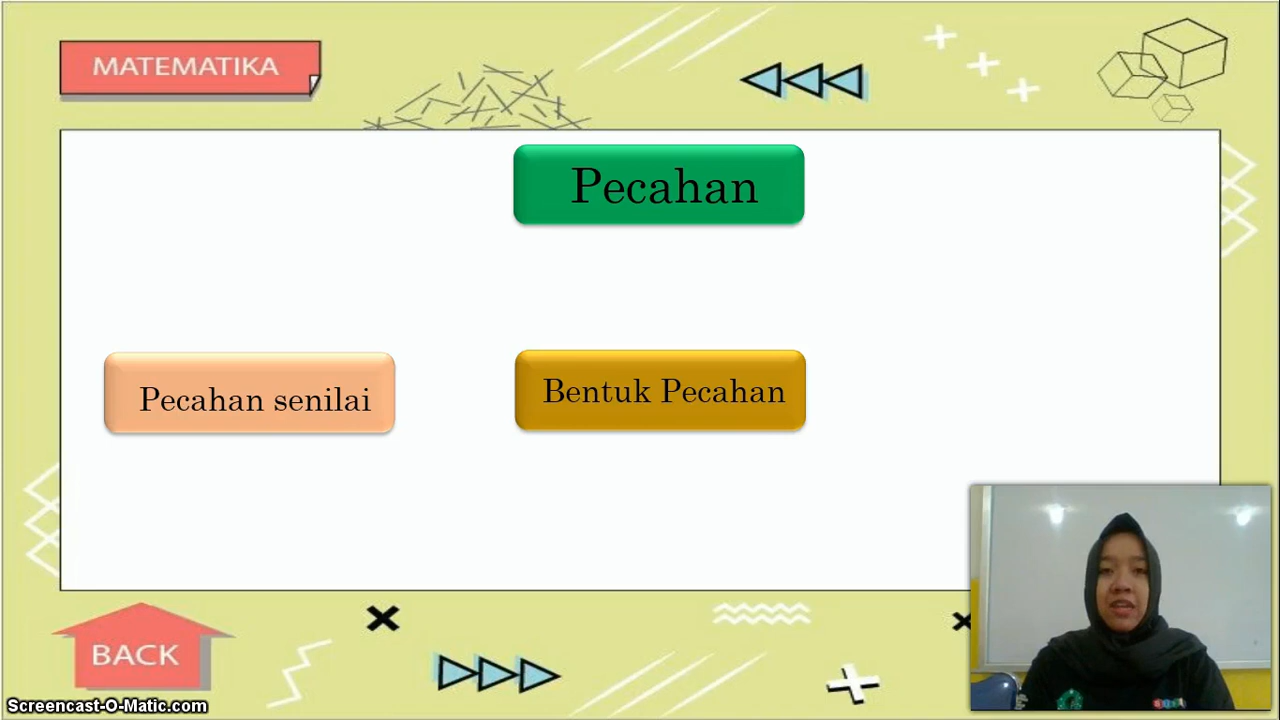 MATEMATIKA
Pecahan
Pecahan senilai
Bentuk Pecahan
BACK
Screencast-O-Matic.com